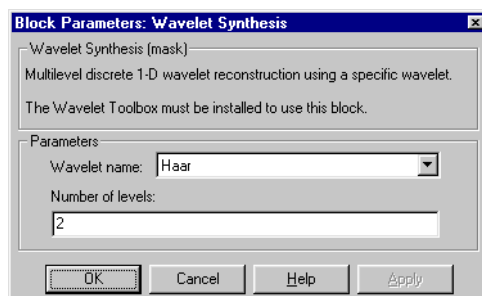 Block Parameters: Wavelet Synthesis
Wavelet Synthesis (mask)
Multilevel discrete 1-D wavelet reconstruction using a specific wavelet.
The Wavelet Toolbox must be installed to use this block.
Parameters
Wavelet name: Haar
Number of levels:
2
OK Cancel Help Apply